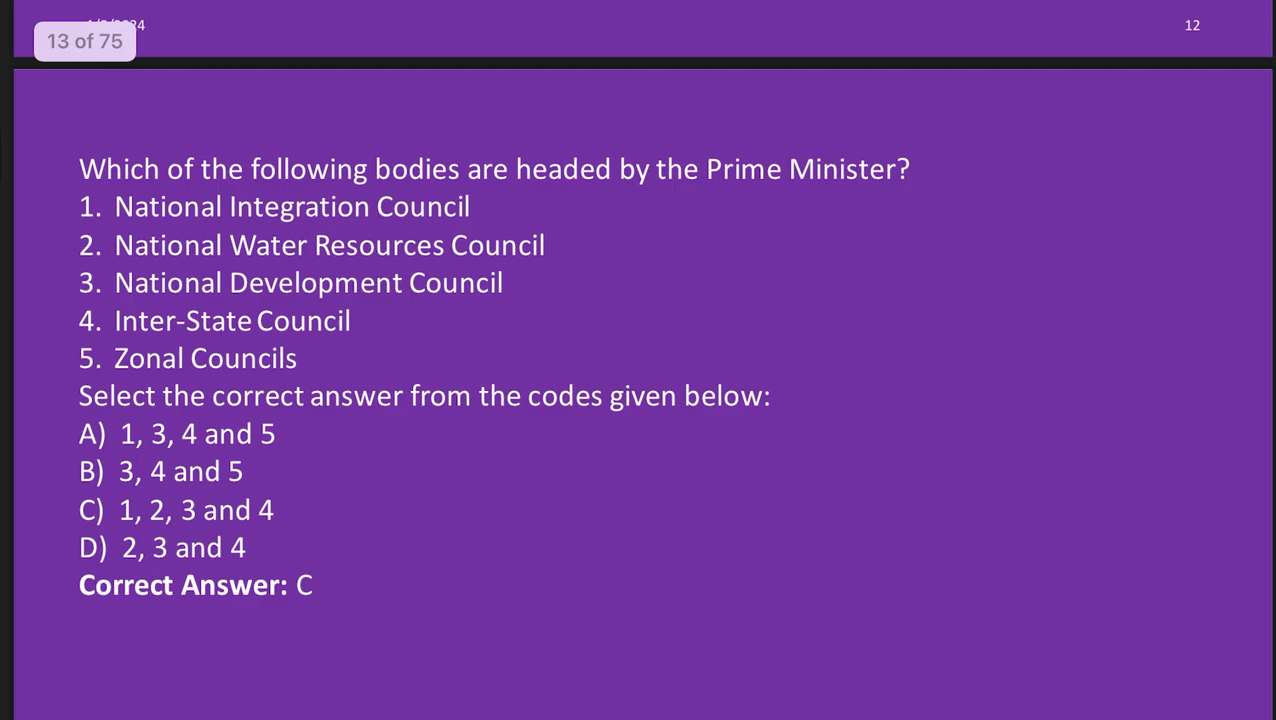 12
13 of 75
Which of the following bodies are headed by the Prime Minister?
1. National Integration Council
2. National Water Resources Council
3. National Development Council
4. Inter-State Council
5. Zonal Councils
Select the correct answer from the codes given below:
A) 1, 3, 4 and 5
B) 3, 4 and 5
C) 1, 2, 3 and 4
D) 2, 3 and 4
Correct Answer: C